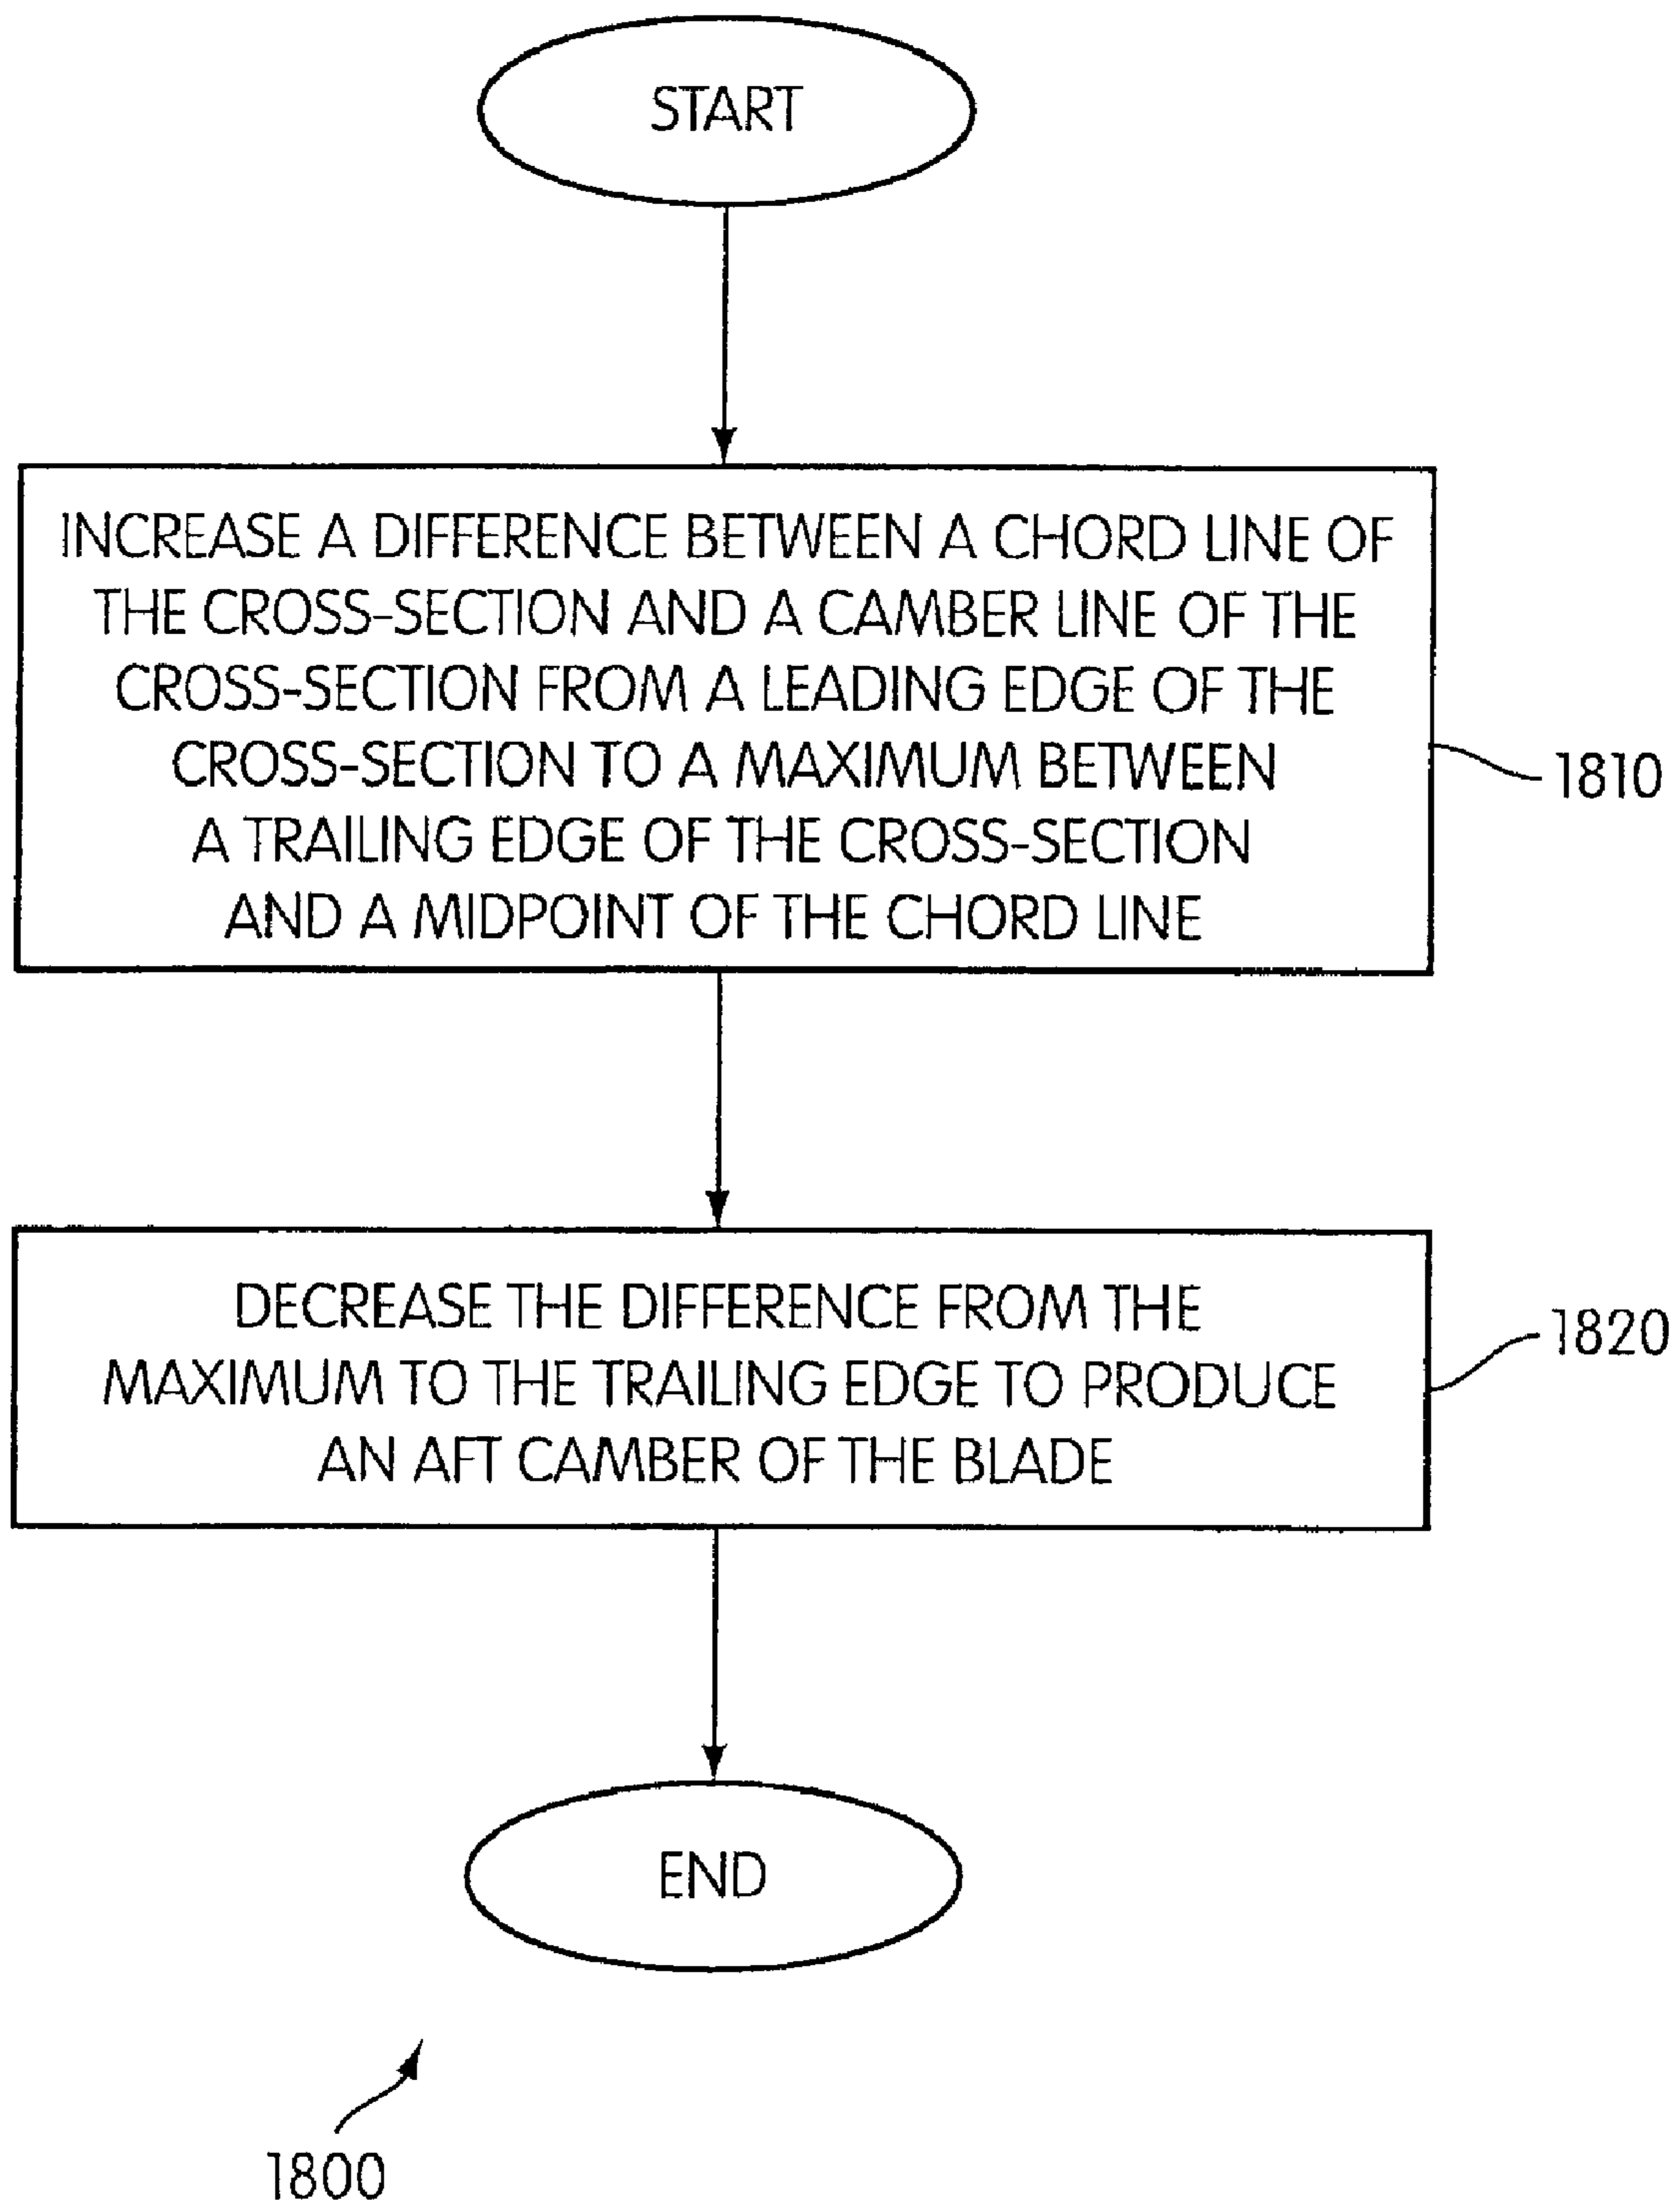 START
INCREASE A DIFFERENCE BETWEEN A CHORD LINE OF
THE CROSS-SECTION AND A CAMBER LINE OF THE
CROSS-SECTION FROM A LEADING EDGE OF THE
CROSS-SECTION TO A MAXIMUM BETWEEN
A TRAILING EDGE OF THE CROSS-SECTION
AND A MIDPOINT OF THE CHORD LINE
1810
DECREASE THE DIFFERENCE FROM THE
MAXIMUM TO THE TRAILING EDGE TO PRODUCE
AN AFT CAMBER OF THE BLADE
1820
END
1800